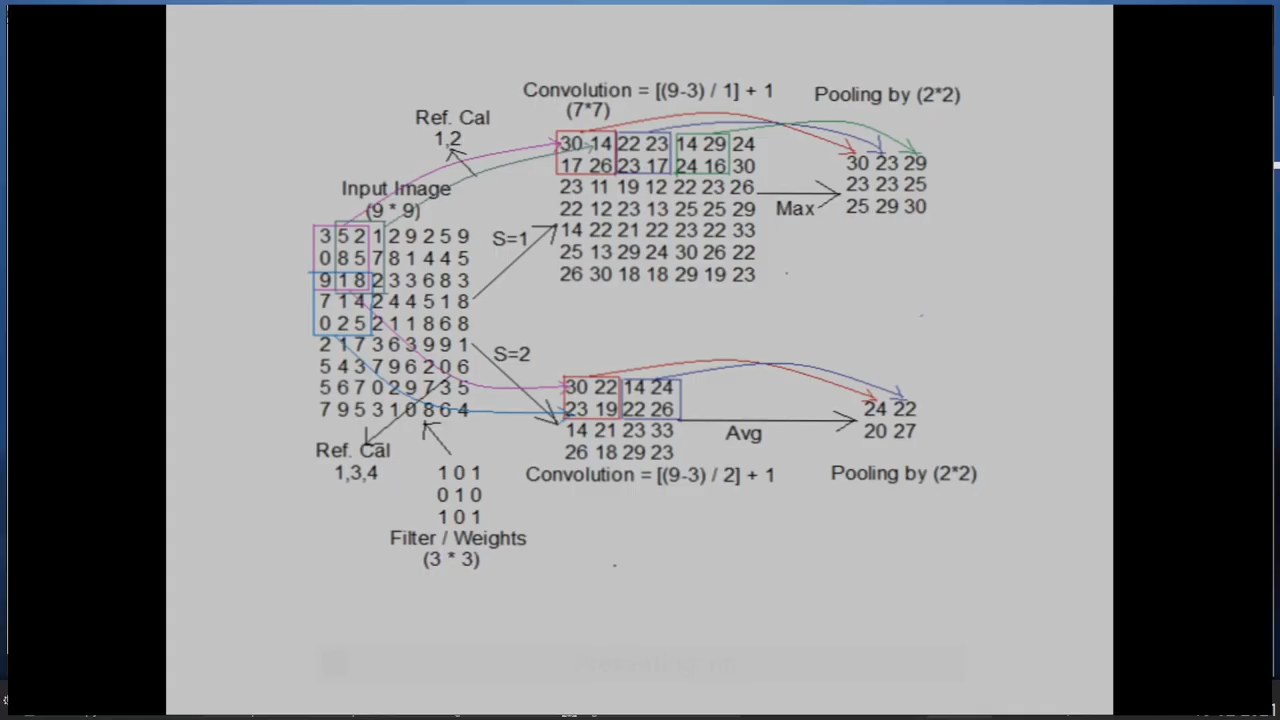 Convolution = [(9-3) / 1] + 1
(7*7)
Pooling by (2*2)
Ref. Cal
1,2
30 14 22 23 14 29 24
17 26 23 17 24 16 30
23 11 19 12 22 23 26
22 12 23 13 25 25 29
14 22 21 22 23 22 33
25 13 29 24 30 26 22
26 30 18 18 29 19 23
Max
30 23 29
23 23 25
25 29 30
Input Image
(9 * 9)
3 5 2 1 2 9 2 5 9
0 8 5 7 8 1 4 4 5
9 1 8 2 3 3 6 8 3
7 1 4 2 4 4 5 1 8
0 2 5 2 1 1 8 6 8
2 1 7 3 6 3 9 9 1
5 4 3 7 9 6 2 0 6
5 6 7 0 2 9 7 3 5
7 9 5 3 1 0 8 6 4
S=1
S=2
30 22 14 24
23 19 22 26
14 21 23 33
26 18 29 23
Convolution = [(9-3) / 2] + 1
Avg
24 22
20 27
Pooling by (2*2)
Ref. Cal
1,3,4
1 0 1
0 1 0
1 0 1
Filter / Weights
(3 * 3)